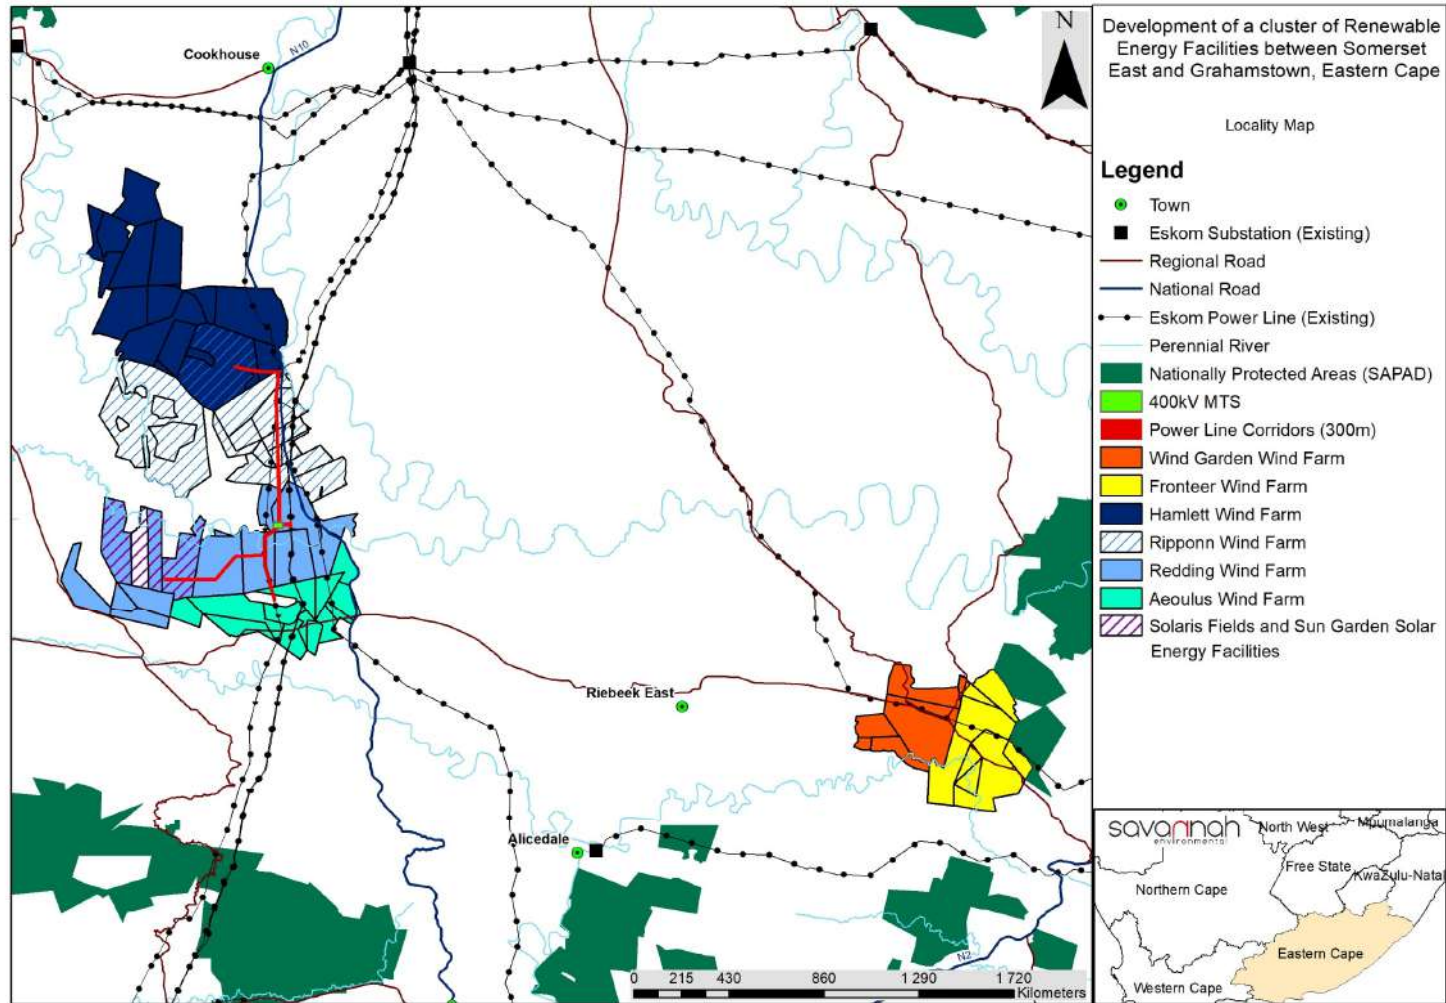 Cookhouse
N10
N
Riebeek East
Alicedale
N2
0 215 430 860 1290 1720
Kilometers
Development of a cluster of Renewable
Energy Facilities between Somerset
East and Grahamstown, Eastern Cape
Locality Map
Legend
Town
Eskom Substation (Existing)
Regional Road
National Road
Eskom Power Line (Existing)
Perennial River
Nationally Protected Areas (SAPAD)
400kV MTS
Power Line Corridors (300m)
Wind Garden Wind Farm
Fronteer Wind Farm
Hamlett Wind Farm
Ripponn Wind Farm
Redding Wind Farm
Aeoulus Wind Farm
Solaris Fields and Sun Garden Solar
Energy Facilities
savannah
environmental
North West
Mpumalanga
Free State
KwaZulu-Natal
Northern Cape
Eastern Cape
Western Cape